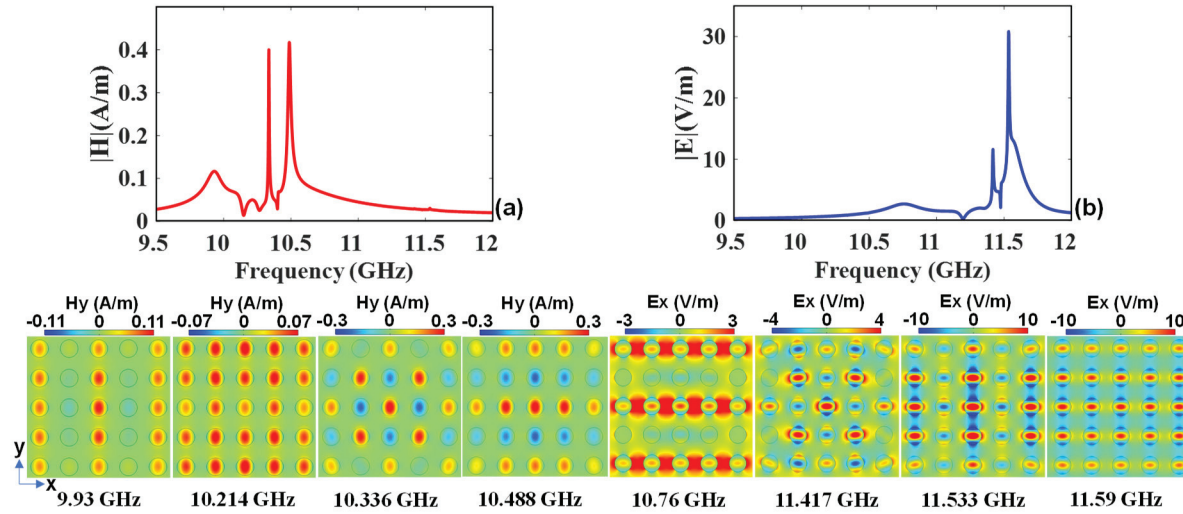 0.4
0.3
0.2
0.1
0
|H|(A/m)
(a)
9.5 10 10.5 11 11.5 12
Frequency (GHz)
30
20
10
0
|E|(V/m)
(b)
9.5 10 10.5 11 11.5 12
Frequency (GHz)
Hy (A/m) Hy (A/m) Hy (A/m) Hy (A/m) Ex (V/m) Ex (V/m) Ex (V/m) Ex (V/m)
-0.11 0 0.11 -0.07 0 0.07 -0.3 0 0.3 -0.3 0 0.3 -3 0 3 -4 0 4 -10 0 10 -10 0 10
y
x
9.93 GHz 10.214 GHz 10.336 GHz 10.488 GHz 10.76 GHz 11.417 GHz 11.533 GHz 11.59 GHz